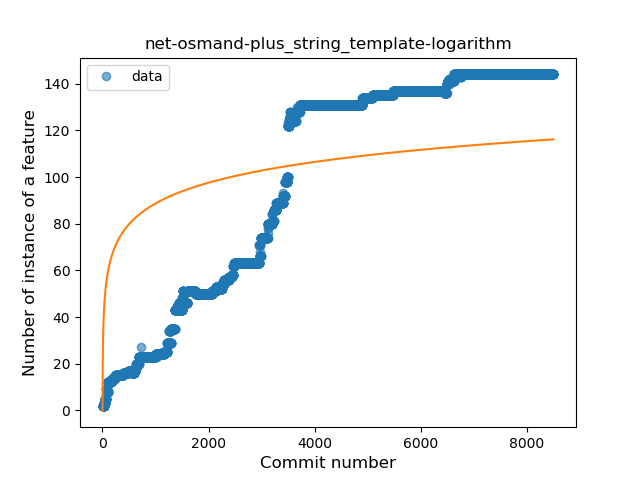 net-osmand-plus_string_template-logarithm
data
Number of instance of a feature
140
120
100
80
60
40
20
0
0 2000 4000 6000 8000
Commit number